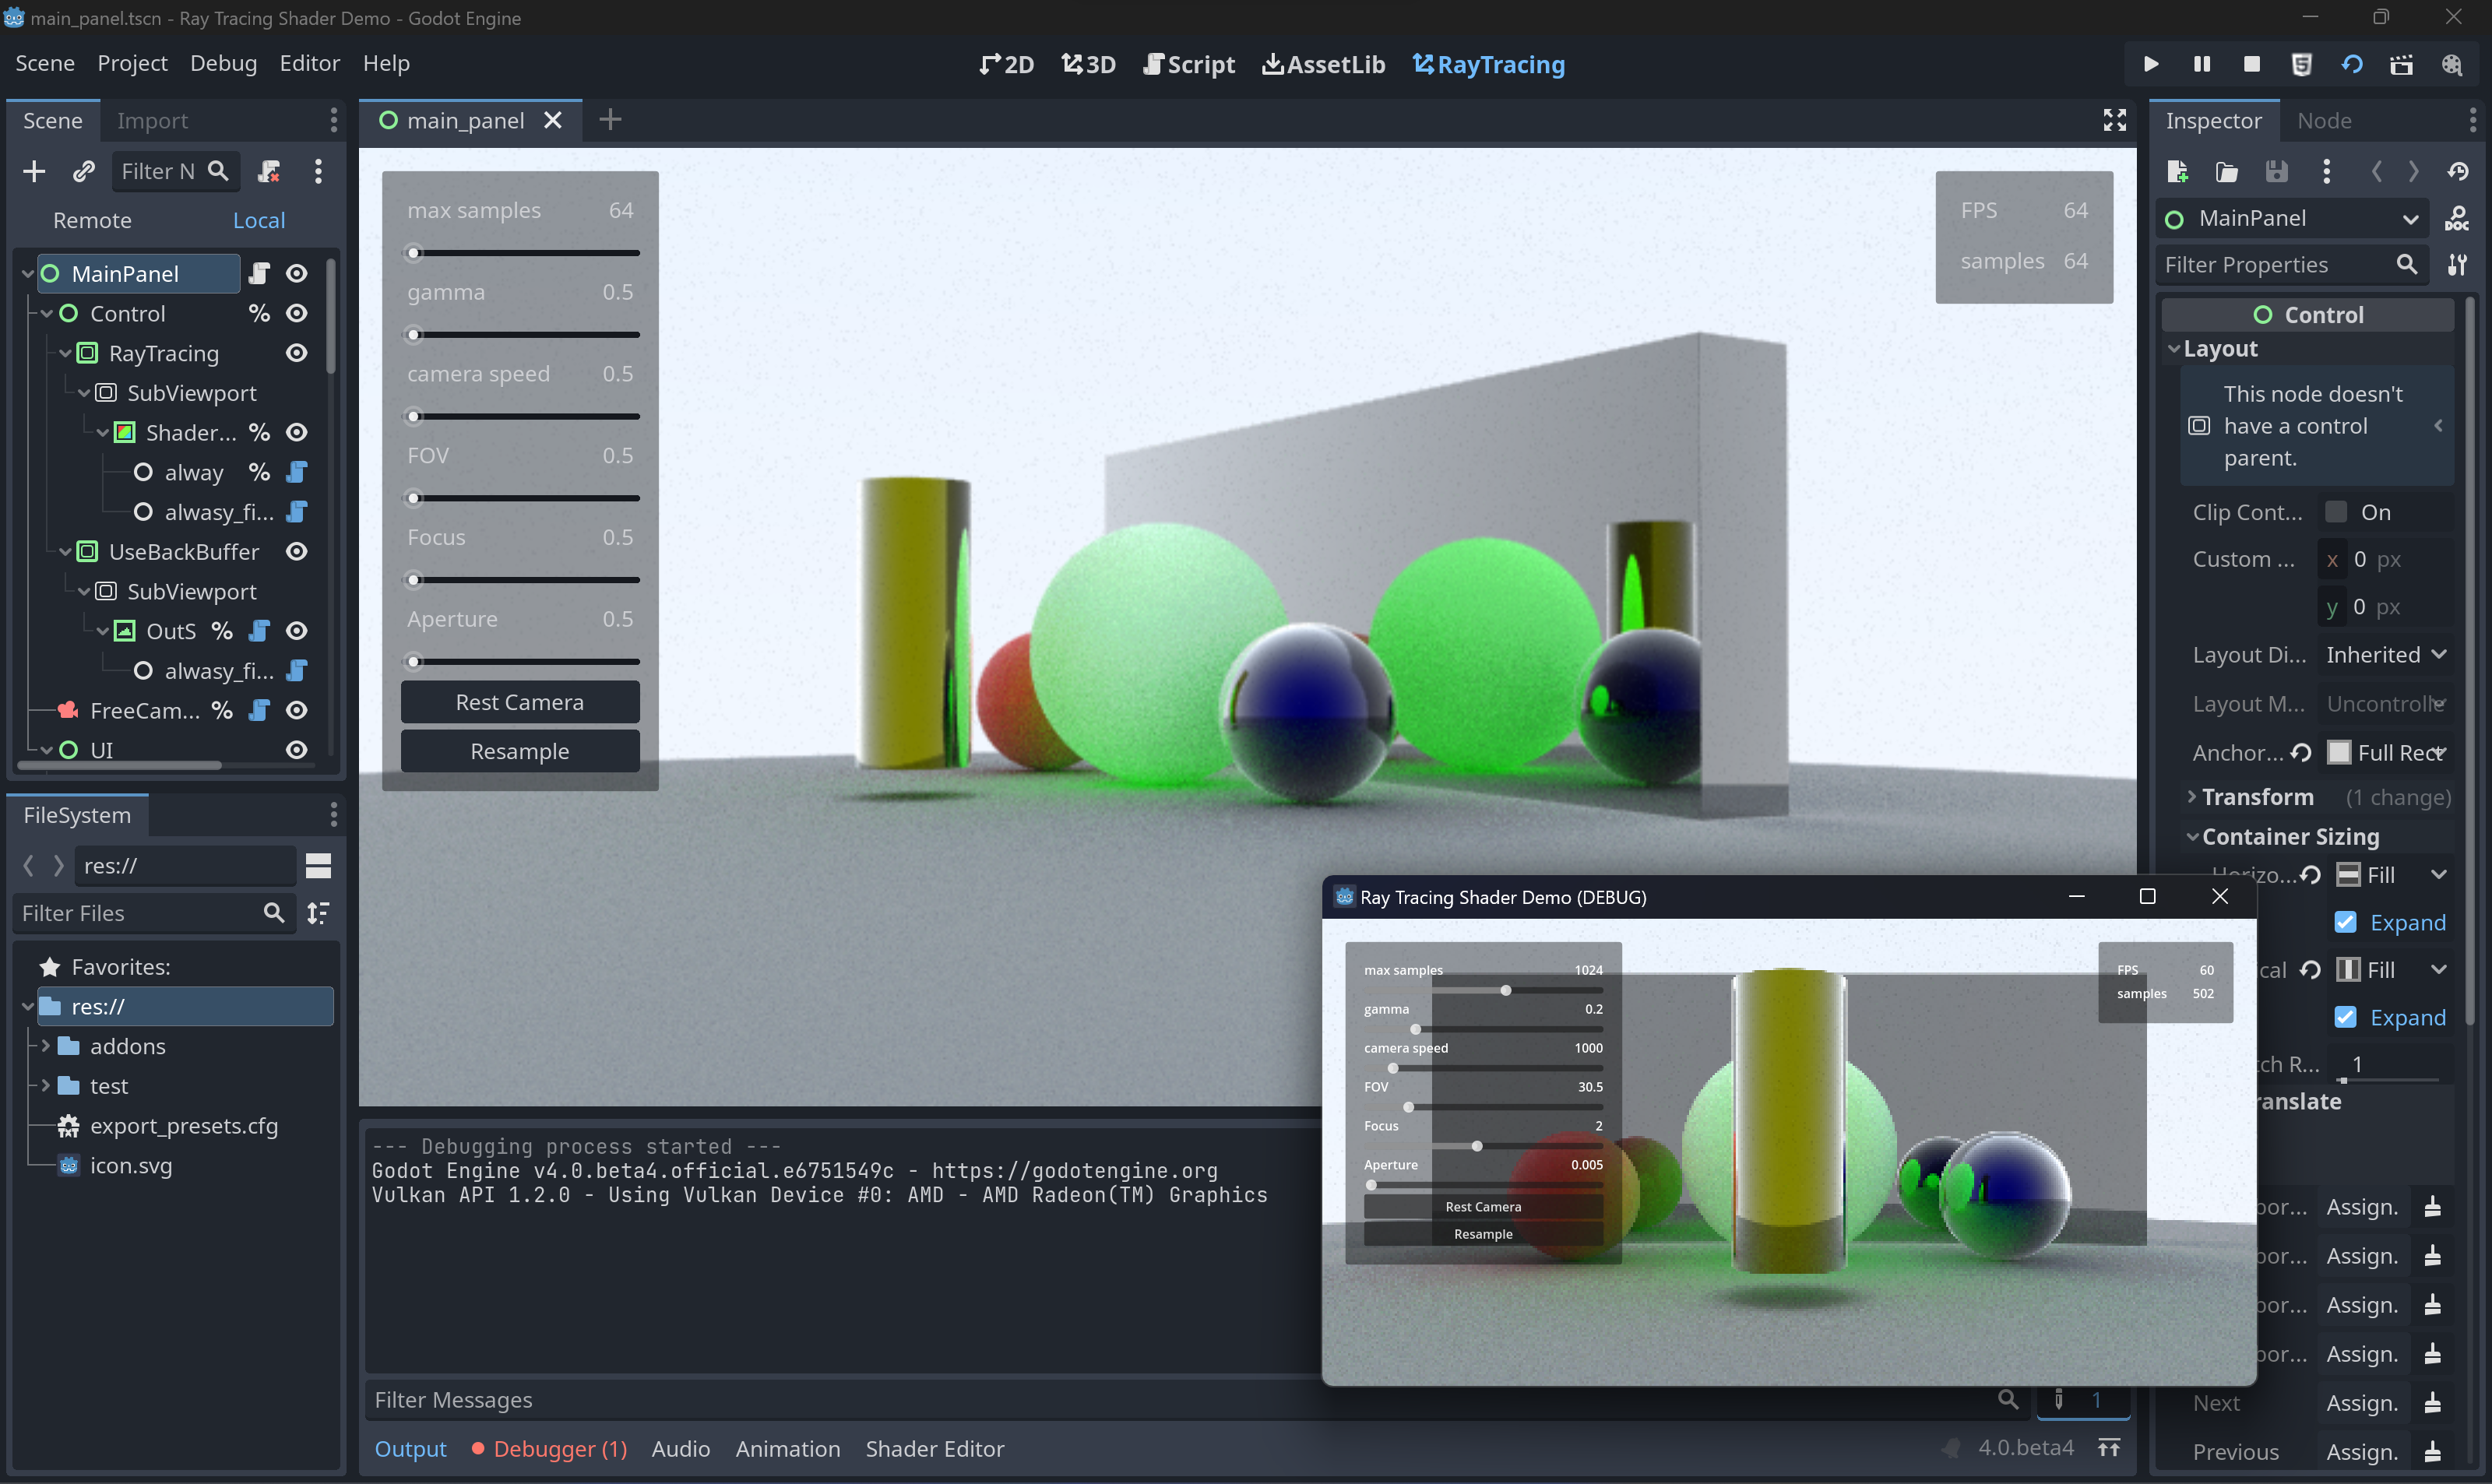 main_panel.tscn - Ray Tracing Shader Demo - Godot Engine
Scene Project Debug Editor Help
2D 3D Script AssetLib RayTracing
Scene Import
Filter N
Remote Local
MainPanel
Control
RayTracing
SubViewport
Shader...
alway
alwasy_fi...
UseBackBuffer
SubViewport
OutS
alwasy_fi...
FreeCam...
UI
FileSystem
res://
Filter Files
Favorites:
res://
addons
test
export_presets.cfg
icon.svg
main_panel
max samples 64
gamma 0.5
camera speed 0.5
FOV 0.5
Focus 0.5
Aperture 0.5
Rest Camera
Resample
FPS 64
samples 64
Ray Tracing Shader Demo (DEBUG)
max samples 1024
gamma 0.2
camera speed 1000
FOV 30.5
Focus 2
Aperture 0.005
Rest Camera
Resample
FPS 60
samples 502
--- Debugging process started ---
Godot Engine v4.0.beta4.official.e6751549c - https://godotengine.org
Vulkan API 1.2.0 - Using Vulkan Device #0: AMD - AMD Radeon(TM) Graphics
Filter Messages
1
Output Debugger (1) Audio Animation Shader Editor
4.0.beta4
Inspector Node
MainPanel
DOC
Filter Properties
Control
Layout
This node doesn't
have a control
parent.
Clip Cont... On
Custom ... x 0 px
y 0 px
Layout Di... Inherited
Layout M... Uncontrolle
Anchor... Full Rect
Transform (1 change)
Container Sizing
Horizo... Fill
Expand
cal Fill
Expand
tch R... 1
ranslate
bor... Assign.
bor... Assign.
bor... Assign.
bor... Assign.
Next Assign.
Previous Assign.